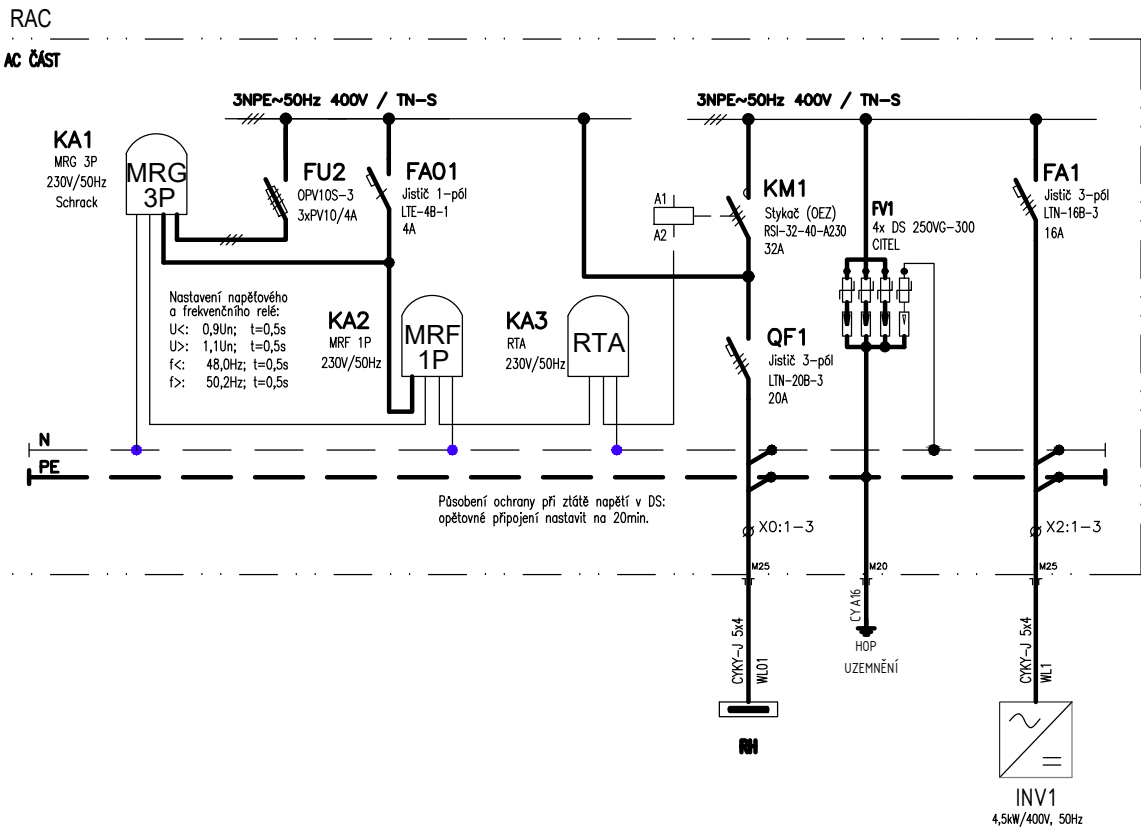 RAC
AC ČÁST
3NPE~50Hz 400V / TN-S
3NPE~50Hz 400V / TN-S
KA1
MRG 3P
230V/50Hz
Schrack
MRG
3P
FU2
OPV10S-3
3xPV10/4A
FA01
Jistič 1-pól
LTE-4B-1
4A
A1
A2
KM1
Stykač (OEZ)
RSI-32-40-A230
32A
FV1
4x DS 250VG-300
CITEL
FA1
Jistič 3-pól
LTN-16B-3
16A
Nastavení napěťového
a frekvenčního relé:
U<: 0,9Un; t=0,5s
U>: 1,1Un; t=0,5s
f<: 48,0Hz; t=0,5s
f>: 50,2Hz; t=0,5s
KA2
MRF 1P
230V/50Hz
MRF
1P
KA3
RTA
230V/50Hz
RTA
QF1
Jistič 3-pól
LTN-20B-3
20A
N
PE
Působení ochrany při ztátě napětí v DS:
opětovné připojení nastavit na 20min.
X0:1-3
X2:1-3
M25
M20
M25
CYKY-J 5x4
WL01
CYA16
HOP
UZEMNĚNÍ
CYKY-J 5x4
WL1
RH
INV1
4,5kW/400V, 50Hz